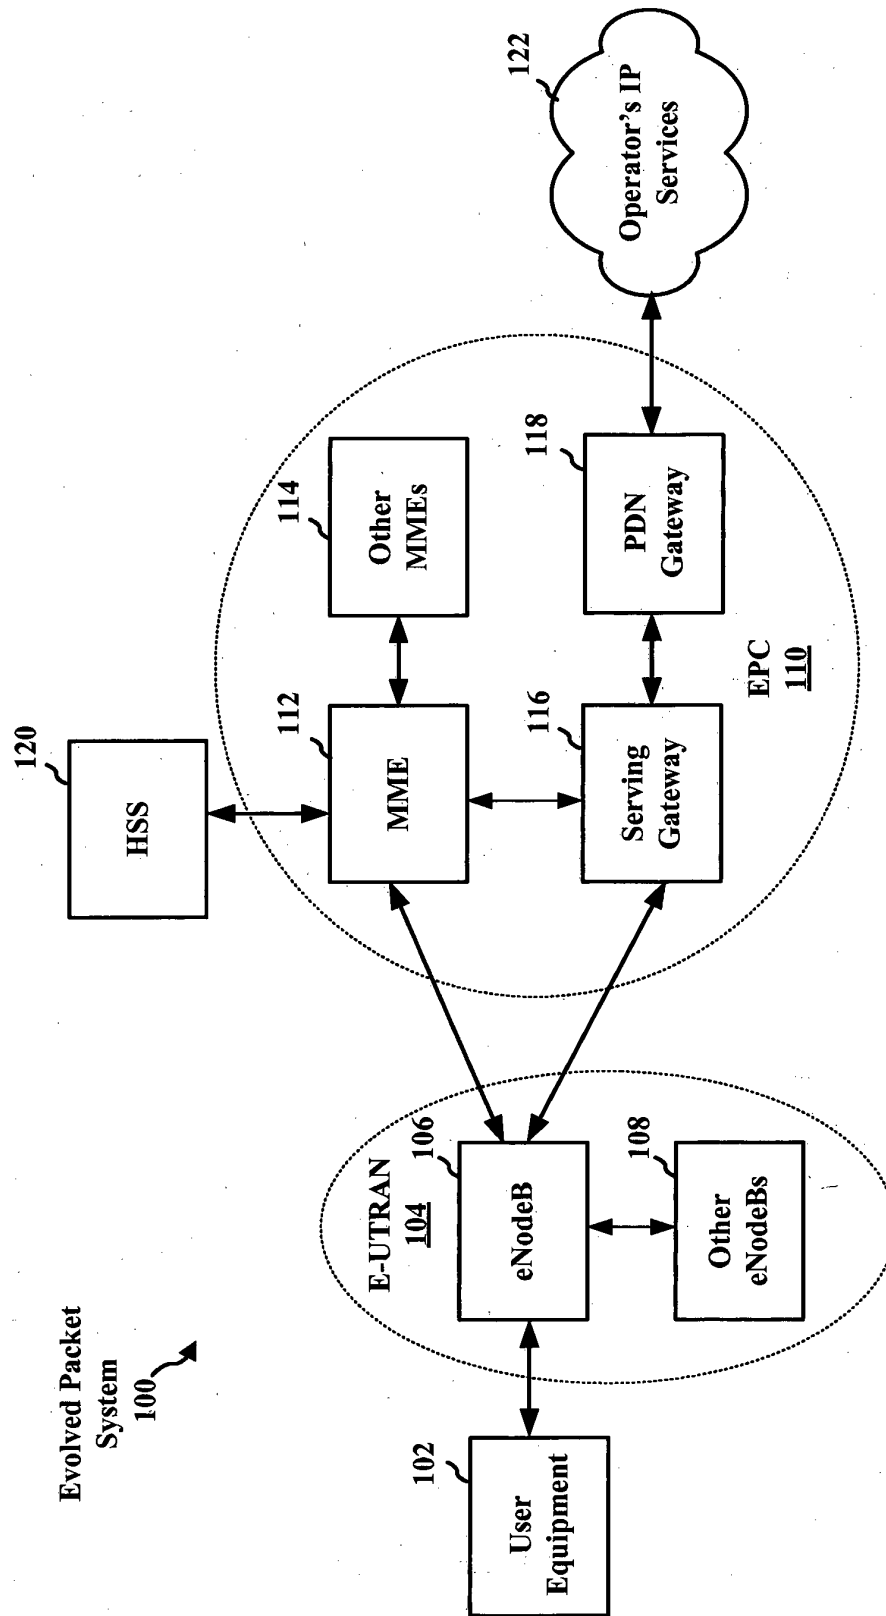 Evolved Packet
System
100
102
User
Equipment
E-UTRAN
104
106
eNodeB
108
Other
eNodeBs
120
HSS
112
MME
114
Other
MMEs
116
Serving
Gateway
118
PDN
Gateway
EPC
110
122
Operator's IP
Services